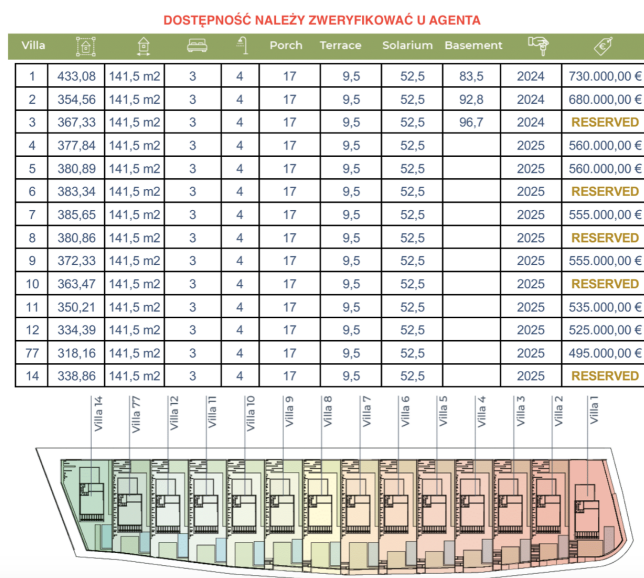 DOSTĘPNOŚĆ NALEŻY ZWERYFIKOWAĆ U AGENTA
Villa Porch Terrace Solarium Basement
1 433,08 141,5 m2 3 4 17 9,5 52,5 83,5 2024 730.000,00 €
2 354,56 141,5 m2 3 4 17 9,5 52,5 92,8 2024 680.000,00 €
3 367,33 141,5 m2 3 4 17 9,5 52,5 96,7 2024 RESERVED
4 377,84 141,5 m2 3 4 17 9,5 52,5 2025 560.000,00 €
5 380,89 141,5 m2 3 4 17 9,5 52,5 2025 560.000,00 €
6 383,34 141,5 m2 3 4 17 9,5 52,5 2025 RESERVED
7 385,65 141,5 m2 3 4 17 9,5 52,5 2025 555.000,00 €
8 380,86 141,5 m2 3 4 17 9,5 52,5 2025 RESERVED
9 372,33 141,5 m2 3 4 17 9,5 52,5 2025 555.000,00 €
10 363,47 141,5 m2 3 4 17 9,5 52,5 2025 RESERVED
11 350,21 141,5 m2 3 4 17 9,5 52,5 2025 535.000,00 €
12 334,39 141,5 m2 3 4 17 9,5 52,5 2025 525.000,00 €
77 318,16 141,5 m2 3 4 17 9,5 52,5 2025 495.000,00 €
14 338,86 141,5 m2 3 4 17 9,5 52,5 2025 RESERVED
Villa 14
Villa 77
Villa 12
Villa 11
Villa 10
Villa 9
Villa 8
Villa 7
Villa 6
Villa 5
Villa 4
Villa 3
Villa 2
Villa 1